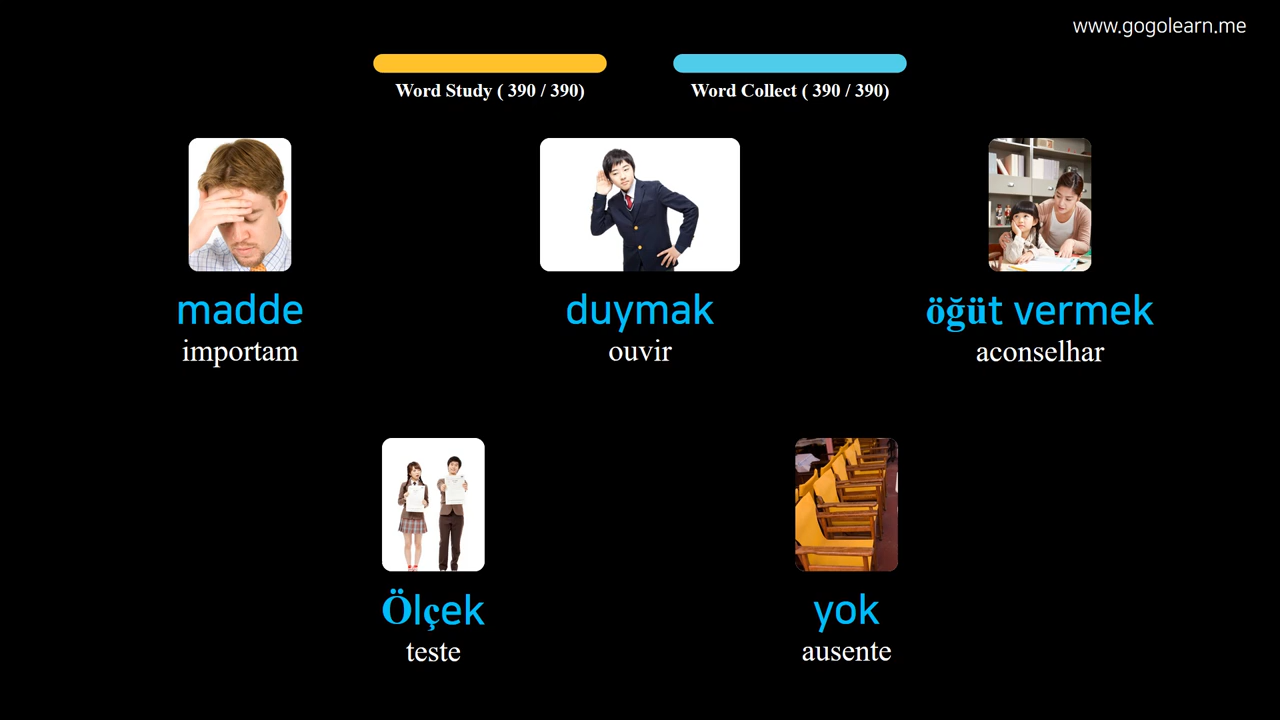 www.gogolearn.me
Word Study ( 390 / 390)
Word Collect ( 390 / 390)
madde
importam
duymak
ouvir
öğüt vermek
aconselhar
Ölçek
teste
yok
ausente